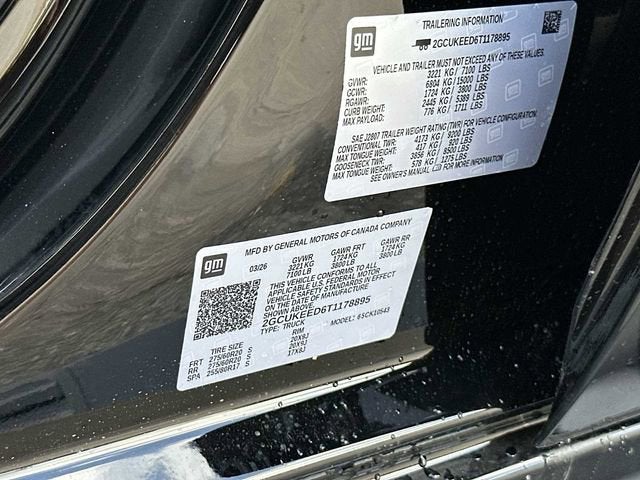 gm
TRAILERING INFORMATION
2GCUKEED6T1178895
VEHICLE AND TRAILER MUST NOT EXCEED ANY OF THESE VALUES.
GVWR: 3221 KG / 7100 LBS
GCWR: 6804 KG / 15000 LBS
RGAWR: 1724 KG / 3800 LBS
CURB WEIGHT: 2445 KG / 5389 LBS
MAX PAYLOAD: 776 KG / 1711 LBS
SAE J2807 TRAILER WEIGHT RATING (TWR) FOR VEHICLE CONFIGURATION.
CONVENTIONAL TWR: 4173 KG / 9200 LBS
MAX TONGUE WEIGHT: 417 KG / 920 LBS
GOOSENECK TWR: 3856 KG / 8500 LBS
MAX TONGUE WEIGHT: 578 KG / 1275 LBS
SEE OWNER'S MANUAL FOR MORE INFORMATION
gm
MFD BY GENERAL MOTORS OF CANADA COMPANY
03/26 GVWR GAWR FRT GAWR RR
3221 KG 1724 KG 1724 KG
7100 LB 3800 LB 3800 LB
THIS VEHICLE CONFORMS TO ALL
APPLICABLE U.S. FEDERAL MOTOR
VEHICLE SAFETY STANDARDS IN EFFECT
ON THE DATE OF MANUFACTURE
SHOWN ABOVE.
2GCUKEED6T1178895
TYPE: TRUCK MODEL: 65CK10543
TIRE SIZE RIM
FRT 275/60R20 S 20X9J
RR 275/60R20 S 20X9J
SPA 255/80R17 S 17X8J